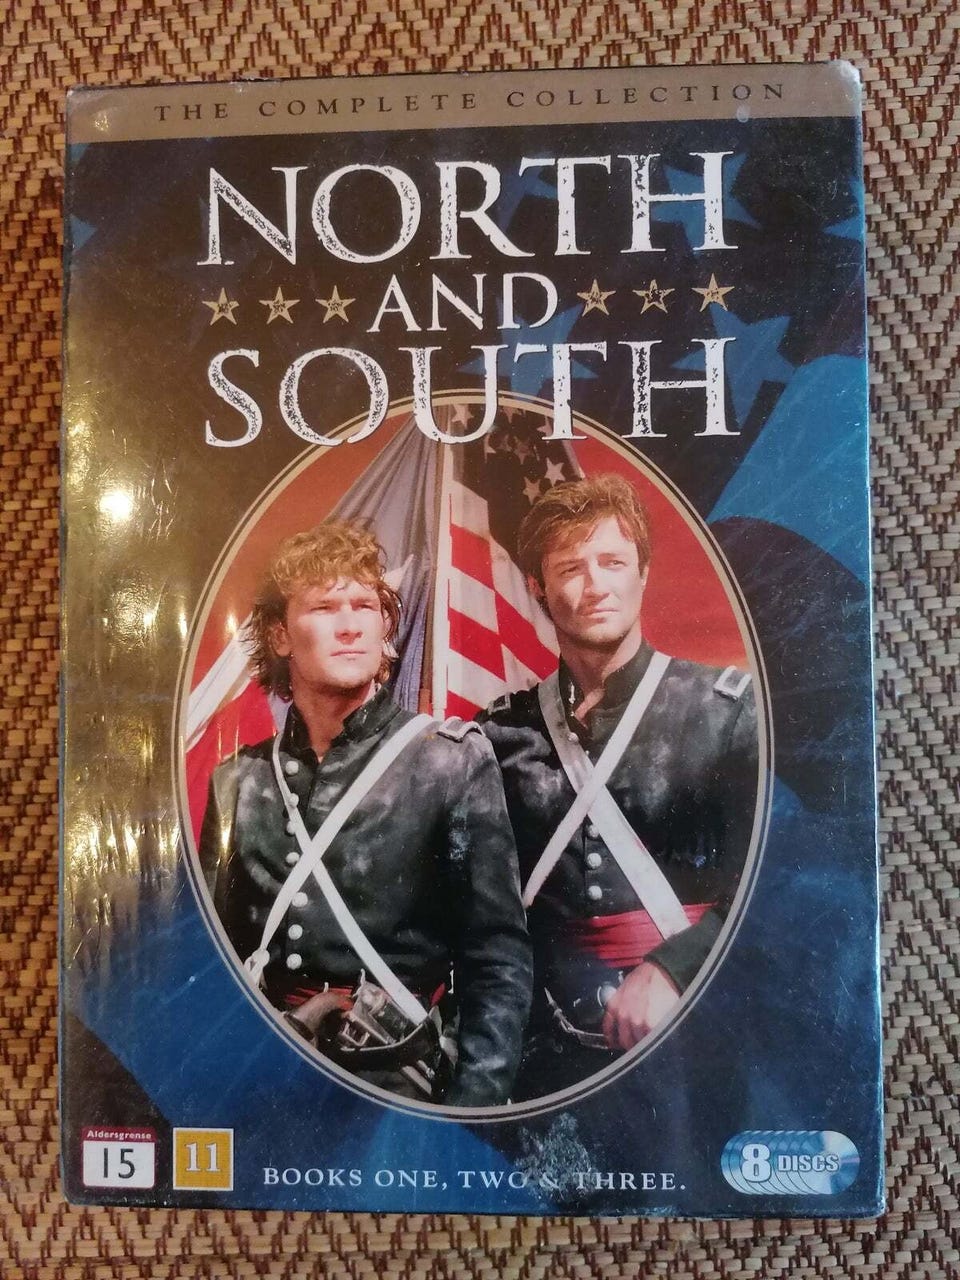 THE COMPLETE COLLECTION
NORTH
AND
SOUTH
Aldersgrense
15
11
BOOKS ONE, TWO & THREE.
8 DISCS